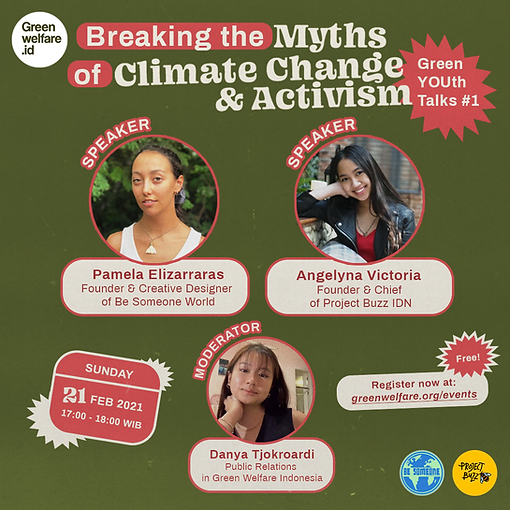 Green
welfare
.id
Breaking the Myths
of Climate Change
& Activism
Green
YOUth
Talks #1
SPEAKER
SPEAKER
Pamela Elizarraras
Founder & Creative Designer
of Be Someone World
Angelyna Victoria
Founder & Chief
of Project Buzz IDN
MODERATOR
SUNDAY
21 FEB 2021
17:00 - 18:00 WIB
Free!
Register now at:
greenwelfare.org/events
Danya Tjokroardi
Public Relations
in Green Welfare Indonesia
BE SOMEONE
PROJECT
BUZZ